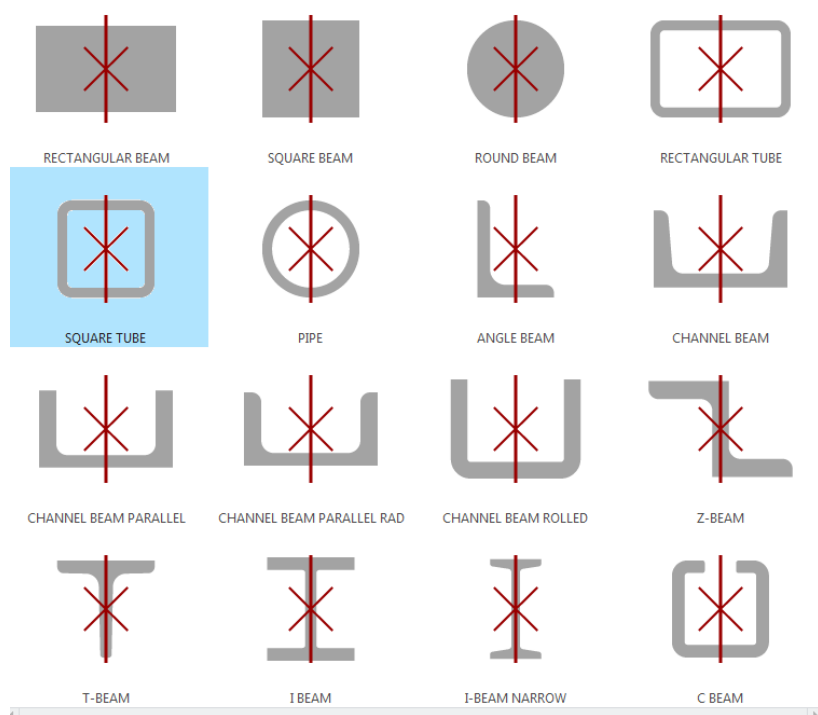 RECTANGULAR BEAM
SQUARE BEAM
ROUND BEAM
RECTANGULAR TUBE
SQUARE TUBE
PIPE
ANGLE BEAM
CHANNEL BEAM
CHANNEL BEAM PARALLEL
CHANNEL BEAM PARALLEL RAD
CHANNEL BEAM ROLLED
Z-BEAM
T-BEAM
I BEAM
I-BEAM NARROW
C BEAM